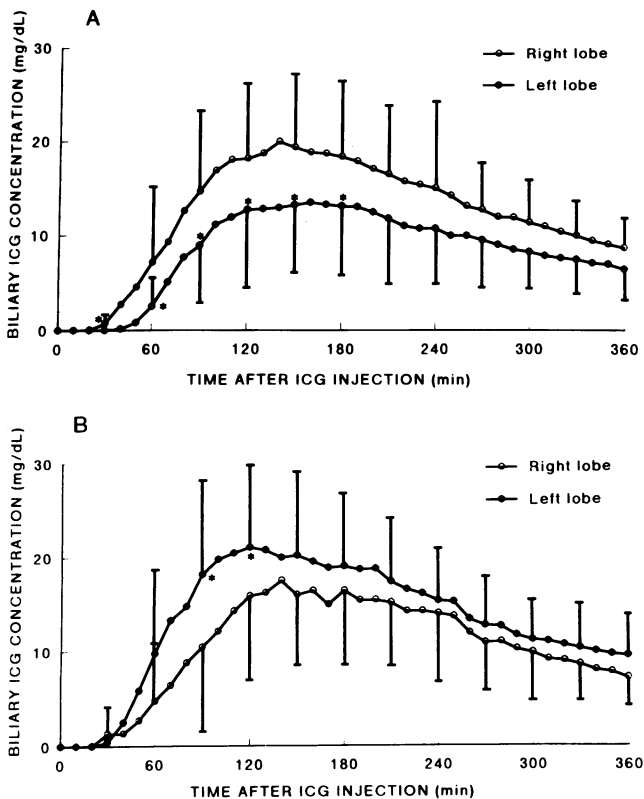 A
BILIARY ICG CONCENTRATION (mg/dL)
30
20
10
0
Right lobe
Left lobe
* * * * * *
0 60 120 180 240 300 360
TIME AFTER ICG INJECTION (min)
B
BILIARY ICG CONCENTRATION (mg/dL)
30
20
10
0
Right lobe
Left lobe
* *
0 60 120 180 240 300 360
TIME AFTER ICG INJECTION (min)